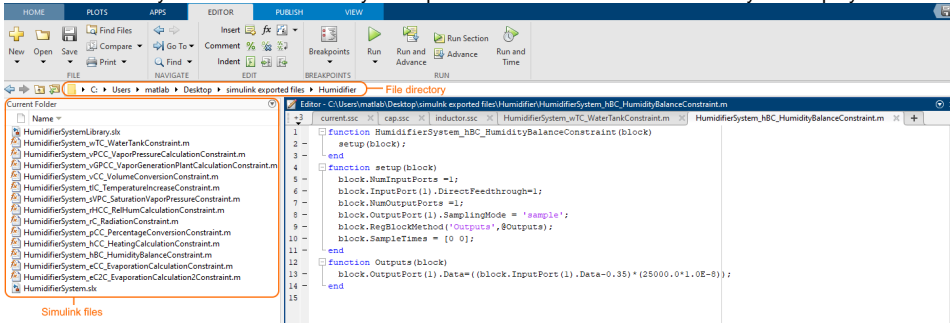 HOME PLOTS APPS EDITOR PUBLISH VIEW
New Open Save Find Files Compare Print
FILE
Go To Find
NAVIGATE
Insert fx
Comment %
Indent
EDIT
Breakpoints
BREAKPOINTS
Run Run and Advance Run Section Advance Run and Time
RUN
C: Users matlab Desktop simulink exported files Humidifier File directory
Current Folder
Name
HumidifierSystemLibrary.slx
HumidifierSystem_wTC_WaterTankConstraint.m
HumidifierSystem_vPCC_VaporPressureCalculationConstraint.m
HumidifierSystem_vGPCC_VaporGenerationPlantCalculationConstraint.m
HumidifierSystem_vCC_VolumeConversionConstraint.m
HumidifierSystem_tIC_TemperatureIncreaseConstraint.m
HumidifierSystem_sVPC_SaturationVaporPressureConstraint.m
HumidifierSystem_rHCC_RelHumCalculationConstraint.m
HumidifierSystem_rC_RadiationConstraint.m
HumidifierSystem_pCC_PercentageConversionConstraint.m
HumidifierSystem_hCC_HeatingCalculationConstraint.m
HumidifierSystem_hBC_HumidityBalanceConstraint.m
HumidifierSystem_eCC_EvaporationCalculationConstraint.m
HumidifierSystem_eC2C_EvaporationCalculation2Constraint.m
HumidifierSystem.slx
Simulink files
Editor - C:\Users\matlab\Desktop\simulnk exported files\Humidifier\HumidifierSystem_hBC_HumidityBalanceConstraint.m
+3 current.ssc cap.ssc inductor.ssc HumidifierSystem_wTC_WaterTankConstraint.m HumidifierSystem_hBC_HumidityBalanceConstraint.m +
1 function HumidifierSystem_hBC_HumidityBalanceConstraint(block)
2 - setup(block);
3 - end
4 function setup(block)
5 - block.NumInputPorts =1;
6 - block.InputPort(1).DirectFeedthrough=1;
7 - block.NumOutputPorts =1;
8 - block.OutputPort(1).SamplingMode = 'sample';
9 - block.RegBlockMethod('Outputs',@Outputs);
10 - block.SampleTimes = [0 0];
11 - end
12 function Outputs(block)
13 - block.OutputPort(1).Data=((block.InputPort(1).Data-0.35)*(25000.0*1.0E-8));
14 - end
15